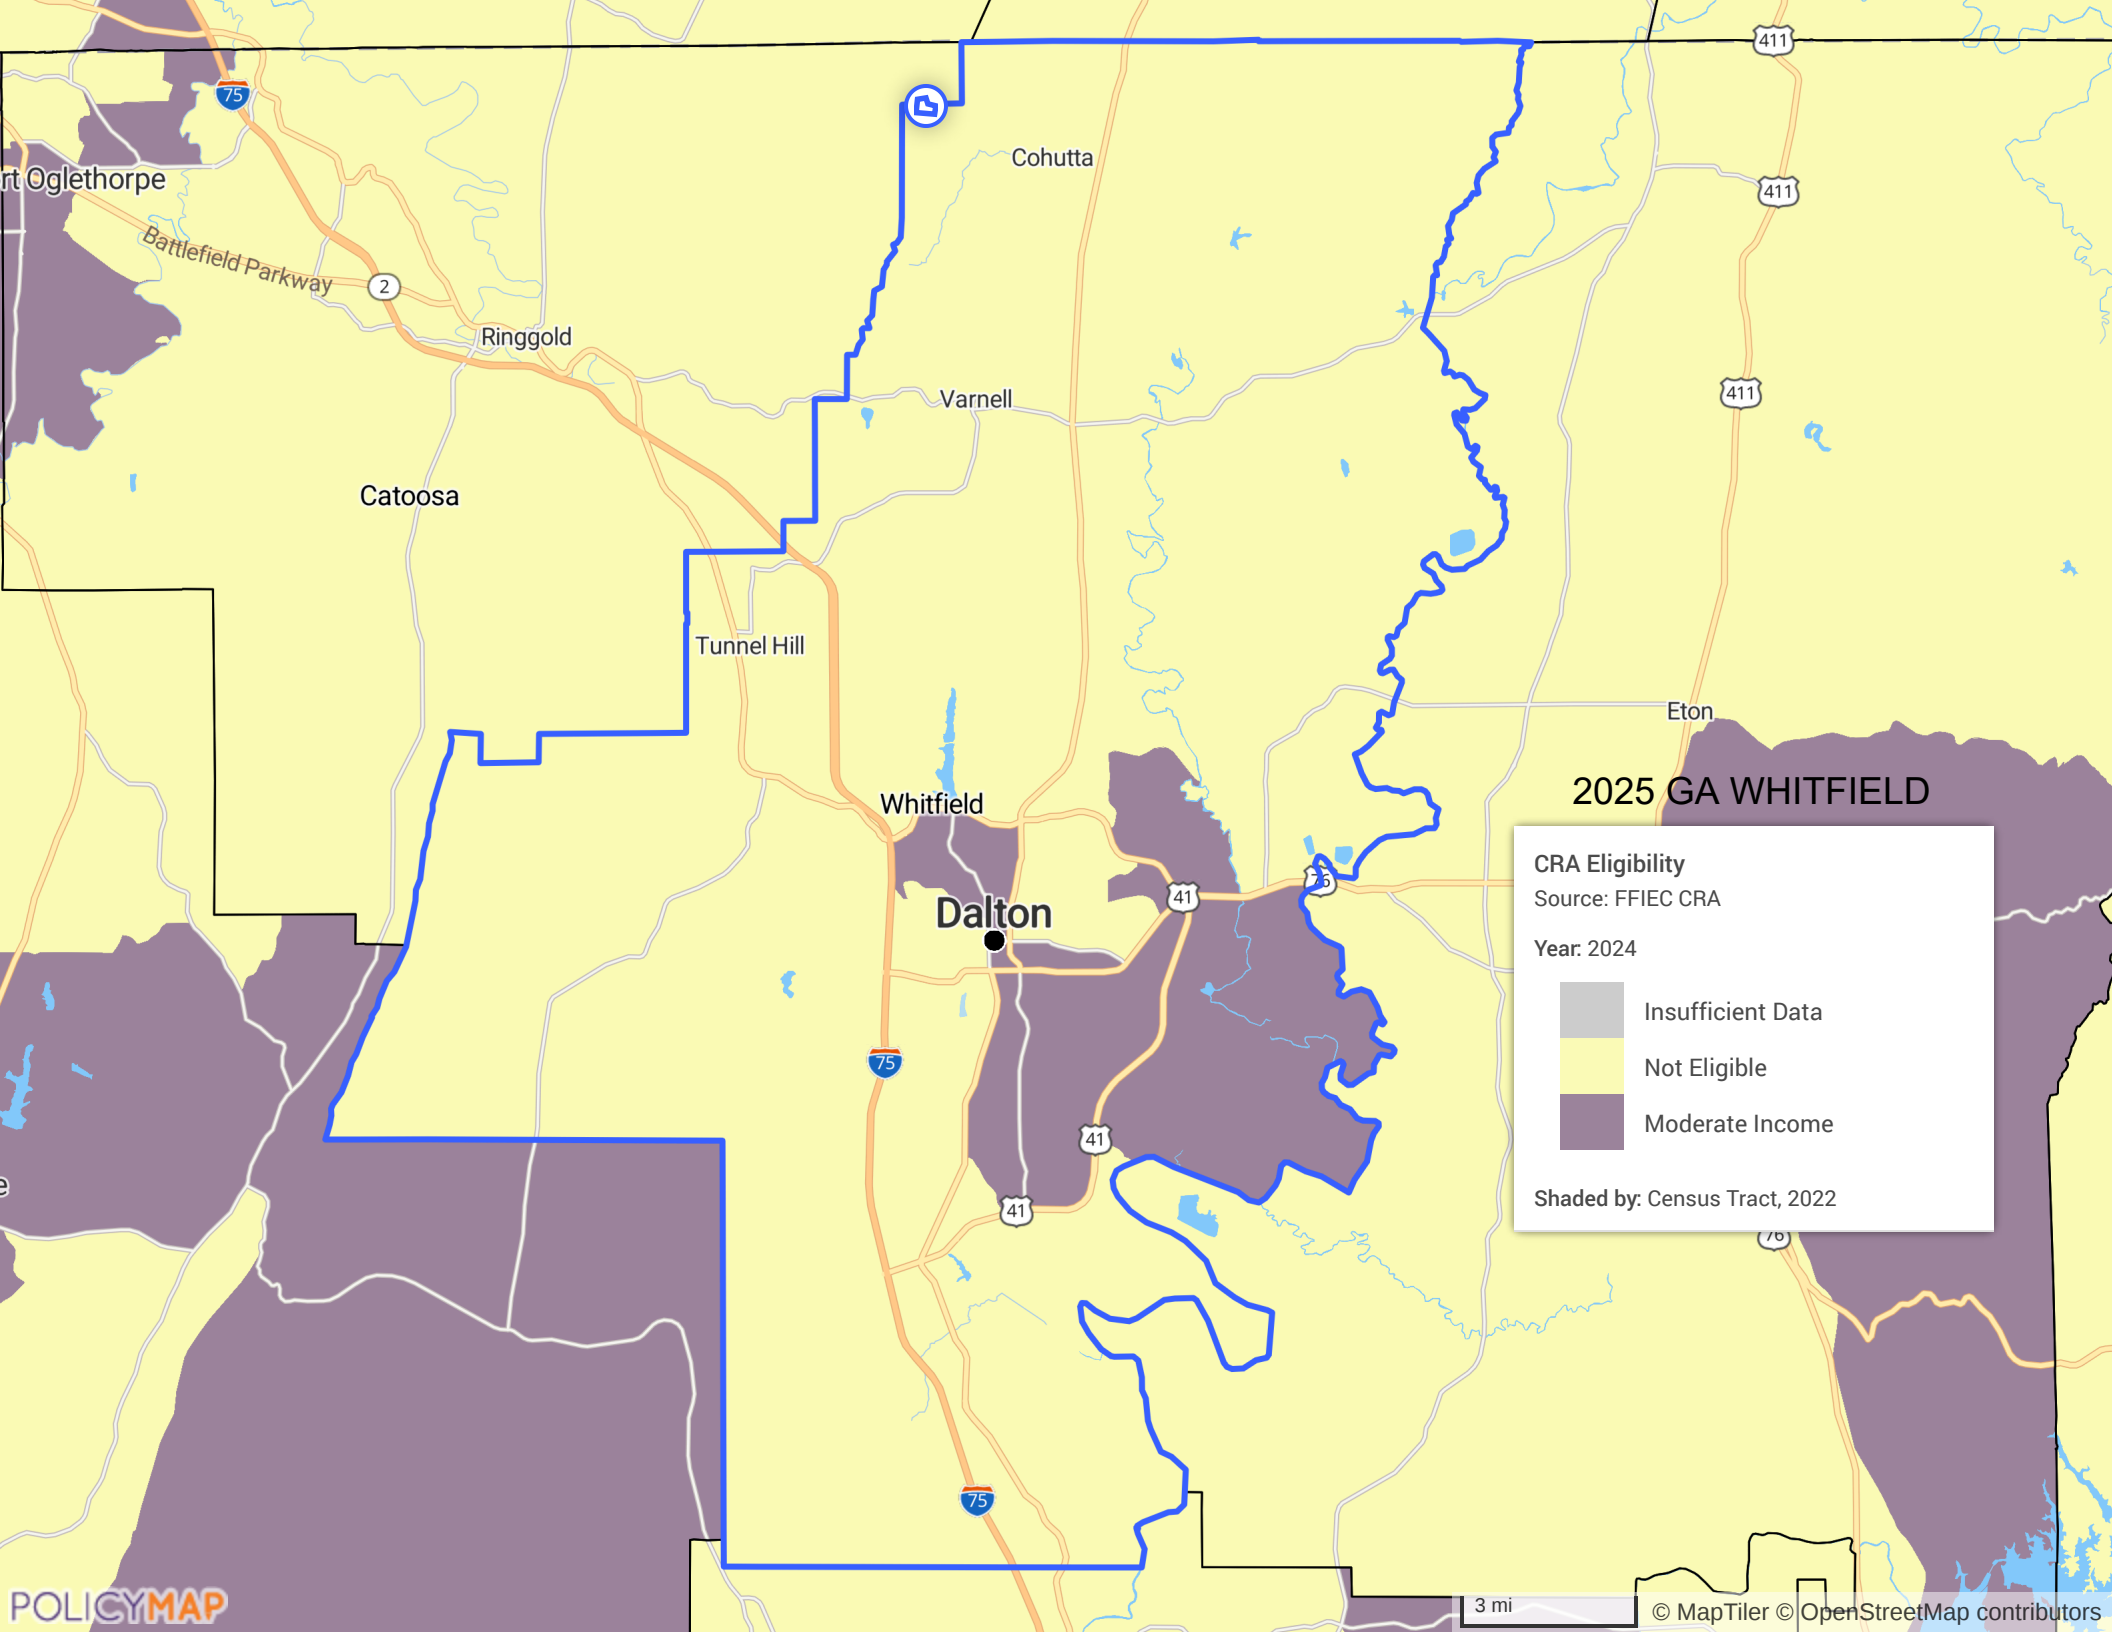 411
75
Cohutta
rt Oglethorpe
411
Battlefield Parkway
2
Ringgold
411
Varnell
Catoosa
Tunnel Hill
Eton
2025 GA WHITFIELD
Whitfield
CRA Eligibility
Source: FFIEC CRA
76
41
Dalton
Year: 2024
Insufficient Data
75
Not Eligible
Moderate Income
41
e
Shaded by: Census Tract, 2022
41
76
75
POLICYMAP
3 mi
© MapTiler © OpenStreetMap contributors